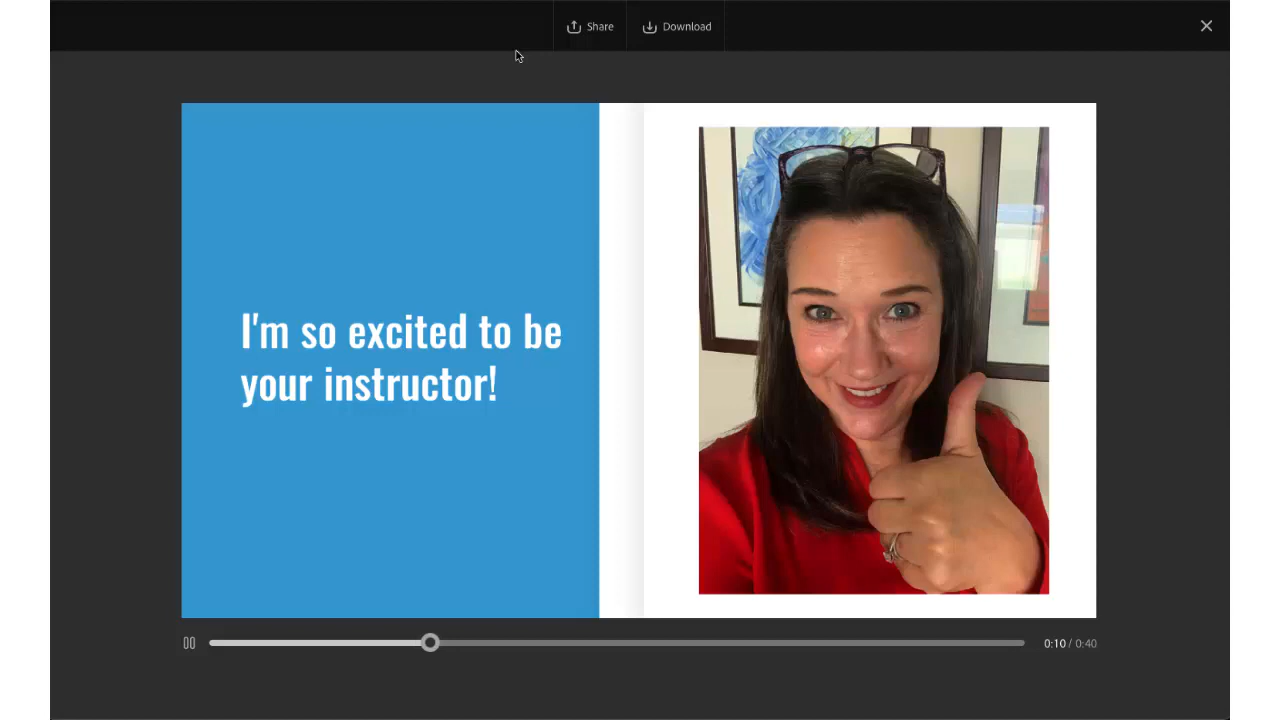 Share
Download
I'm so excited to be
your instructor!
0:10 / 0:40